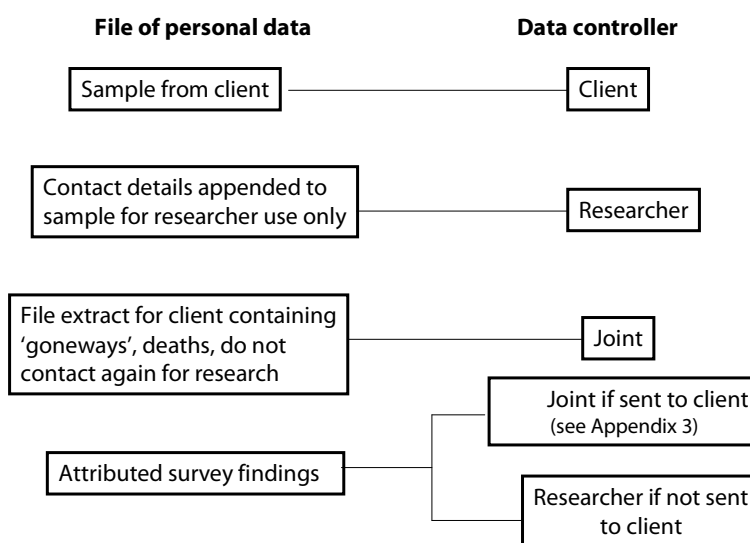 File of personal data
Data controller
Sample from client
Client
Contact details appended to
sample for researcher use only
Researcher
File extract for client containing
‘goneways’, deaths, do not
contact again for research
Joint
Attributed survey findings
Joint if sent to client
(see Appendix 3)
Researcher if not sent
to client